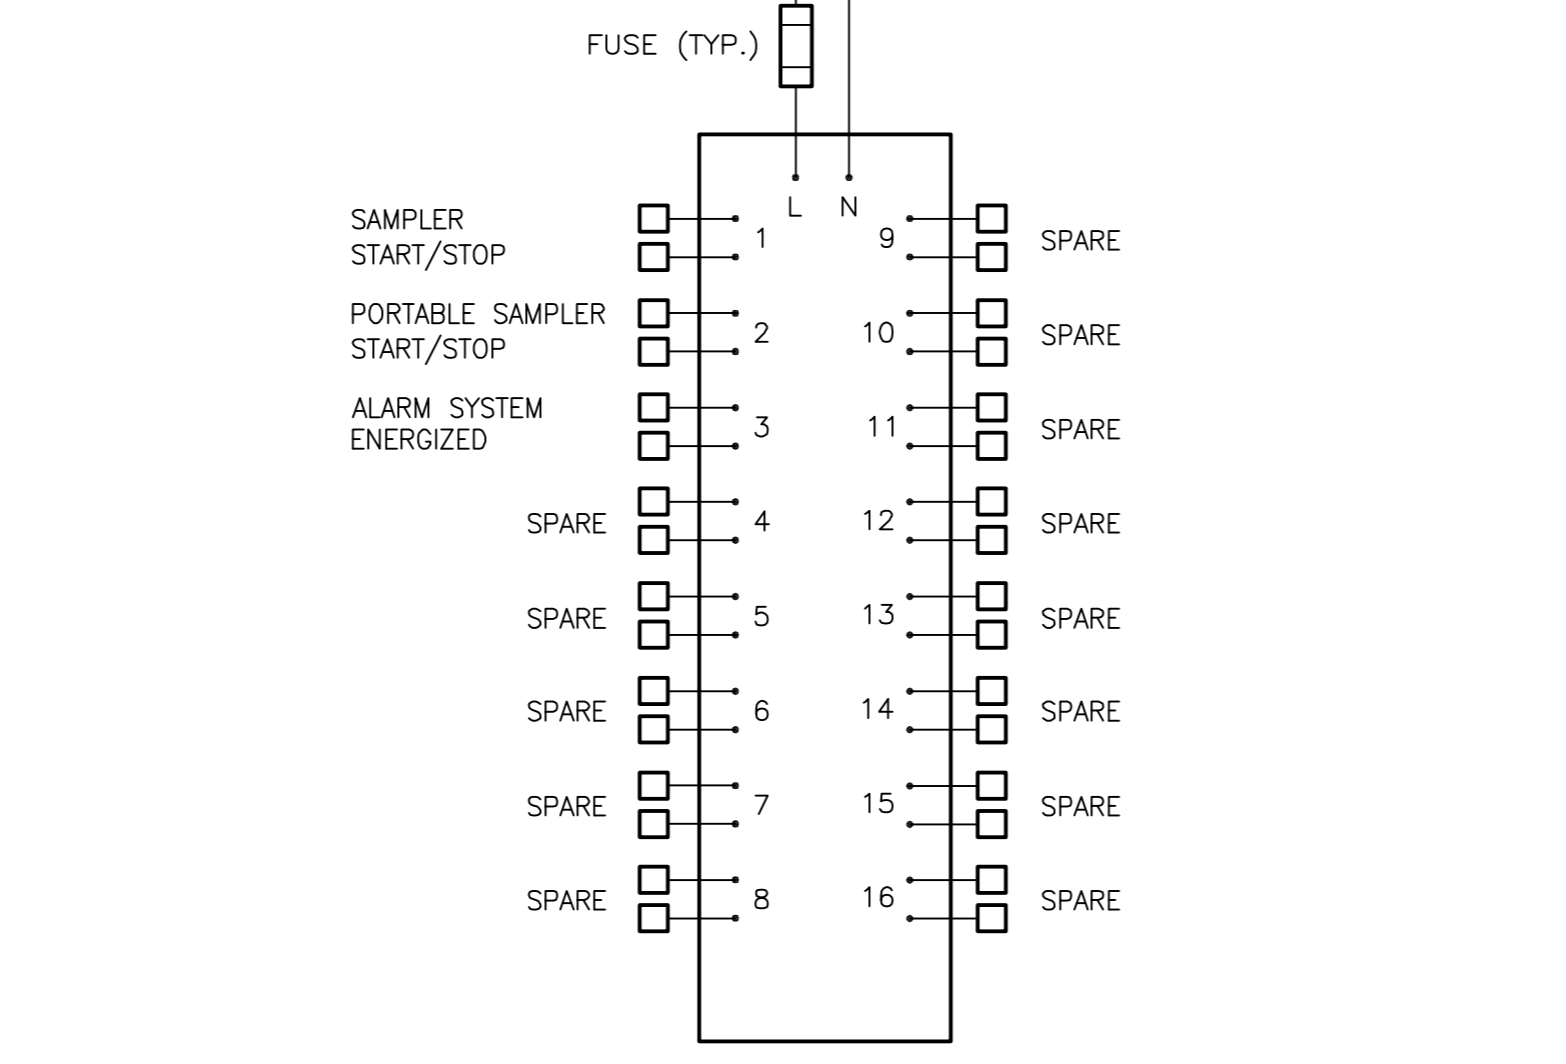 FUSE (TYP.)
L N
SAMPLER
START/STOP
1
9
SPARE
PORTABLE SAMPLER
START/STOP
2
10
SPARE
ALARM SYSTEM
ENERGIZED
3
11
SPARE
SPARE
4
12
SPARE
SPARE
5
13
SPARE
SPARE
6
14
SPARE
SPARE
7
15
SPARE
SPARE
8
16
SPARE